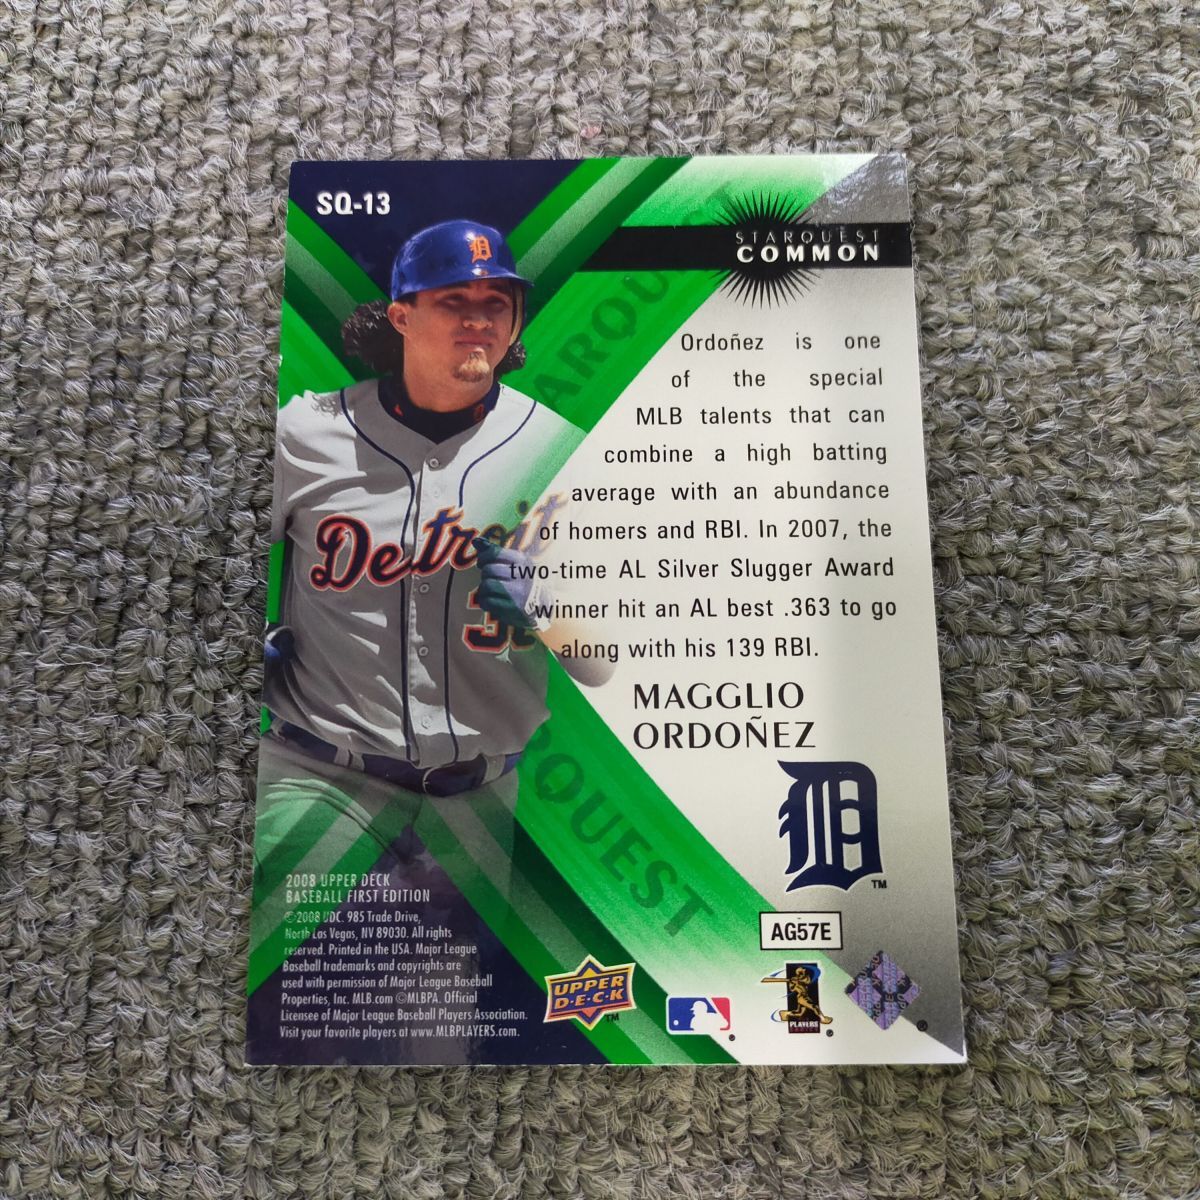 SQ-13
STARQUEST
COMMON
ARQUEST
Ordoñez is one
of the special
MLB talents that can
combine a high batting
average with an abundance
of homers and RBI. In 2007, the
two-time AL Silver Slugger Award
winner hit an AL best .363 to go
along with his 139 RBI.
Detroit
MAGGLIO
ORDOÑEZ
RQUEST
D
TM
2008 UPPER DECK
BASEBALL FIRST EDITION
©2008 UDC. 985 Trade Drive,
North Las Vegas, NV 89030. All rights
reserved. Printed in the USA. Major League
Baseball trademarks and copyrights are
used with permission of Major League Baseball
Properties, Inc. MLB.com ©MLBPA. Official
Licensee of Major League Baseball Players Association.
Visit your favorite players at www.MLBPLAYERS.com.
AG57E
UPPER
DECK
TM
PLAYERS